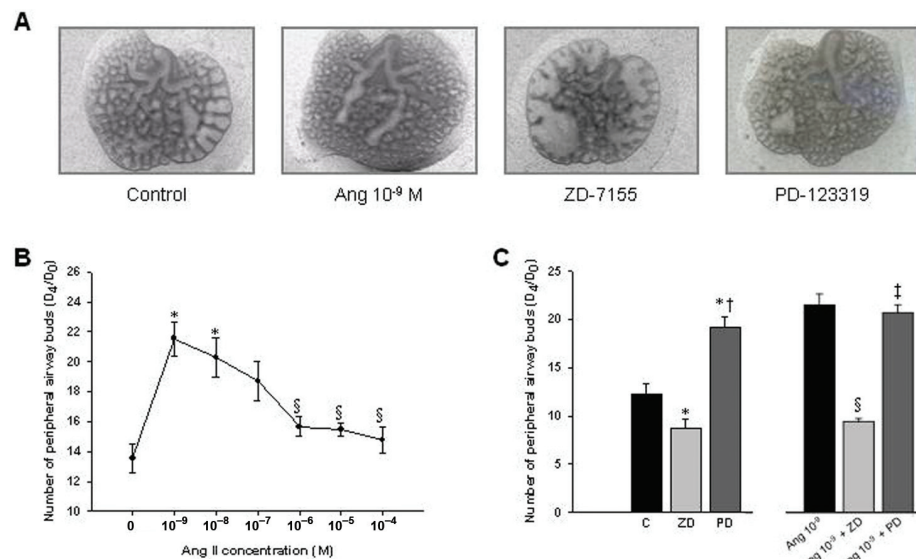 A
Control
Ang 10⁻⁹ M
ZD-7155
PD-123319
B
Number of peripheral airway buds (D₄/D₀)
26
24
22
20
18
16
14
12
10
*
*
§
§
§
0
10⁻⁹
10⁻⁸
10⁻⁷
10⁻⁶
10⁻⁵
10⁻⁴
Ang II concentration (M)
C
Number of peripheral airway buds (D₄/D₀)
25
20
15
10
5
0
*
*†
§
‡
C
ZD
PD
Ang 10⁻⁹
Ang 10⁻⁹ + ZD
Ang 10⁻⁹ + PD